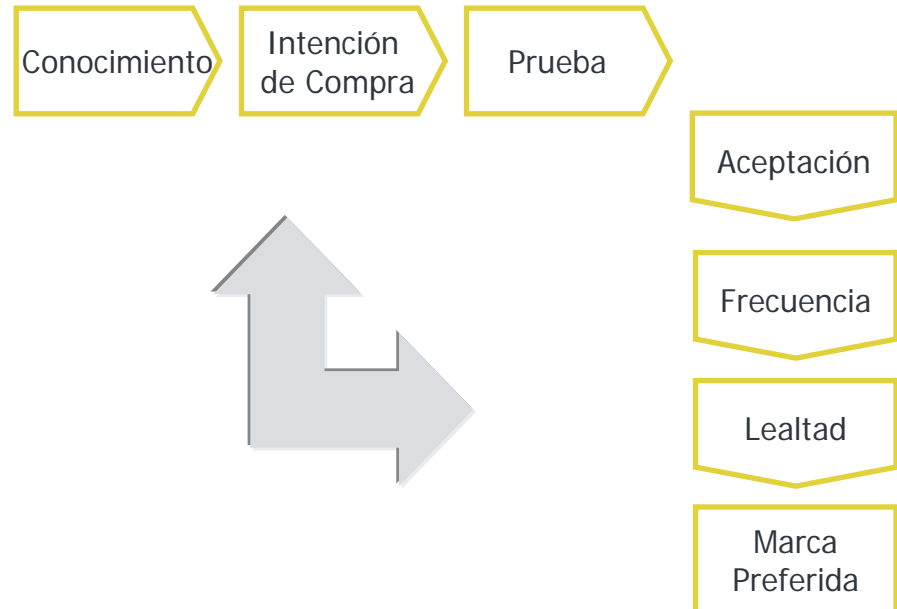 Conocimiento
Intención
de Compra
Prueba
Aceptación
Frecuencia
Lealtad
Marca
Preferida